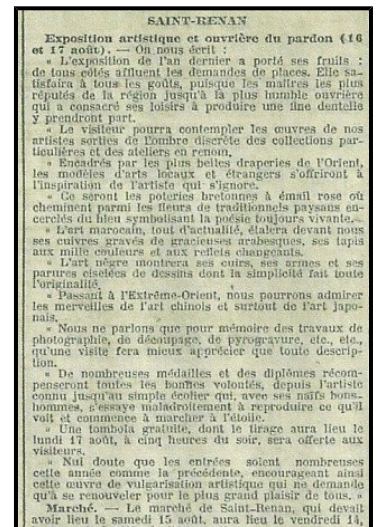 SAINT-RENAN
Exposition artistique et ouvrière du pardon (16
et 17 août). — On nous écrit :
« L'exposition de l'an dernier a porté ses fruits :
de tous côtés affluent les demandes de places. Elle sa-
tisfaira à tous les goûts, puisque les maîtres les plus
réputés de la région jusqu'à la plus humble ouvrière
qui a consacré ses loisirs à produire une fine dentelle
y prendront part.
« Le visiteur pourra contempler les œuvres de nos
artistes sorties de l'ombre discrète des collections par-
ticulières et des ateliers en renom.
« Encadrés par les plus belles draperies de l'Orient,
les modèles d'arts locaux et étrangers s'offriront à
l'inspiration de l'artiste qui s'ignore.
« Ce seront les poteries bretonnes à émail rose où
cheminent parmi les fleurs de traditionnels paysans en-
cerclés du bleu symbolisant la poésie toujours vivante.
« L'art marocain, tout d'actualité, étalera devant nous
ses cuivres gravés de gracieuses arabesques, ses tapis
aux mille couleurs et aux reflets changeants.
« L'art nègre montrera ses cuirs, ses armes et ses
parures ciselées de dessins dont la simplicité fait toute
l'originalité.
« Passant à l'Extrême-Orient, nous pourrons admirer
les merveilles de l'art chinois et surtout de l'art japo-
nais.
« Nous ne parlons que pour mémoire des travaux de
photographie, de découpage, de pyrogravure, etc., etc.,
qu'une visite fera mieux apprécier que toute descrip-
tion.
« De nombreuses médailles et des diplômes récom-
penseront toutes les bonnes volontés, depuis l'artiste
connu jusqu'au simple écolier qui, avec ses naïfs bons-
hommes, s'essaye maladroitement à reproduire ce qu'il
voit et commence à marcher à l'étoile.
« Une tombola gratuite, dont le tirage aura lieu le
lundi 17 août, à cinq heures du soir, sera offerte aux
visiteurs.
« Nul doute que les entrées soient nombreuses
cette année comme la précédente, encourageant ainsi
cette œuvre de vulgarisation artistique qui ne demande
qu'à se renouveler pour le plus grand plaisir de tous. »
Marché. — Le marché de Saint-Renan, qui devait
avoir lieu le samedi 15 août, aura lieu le vendredi 14,